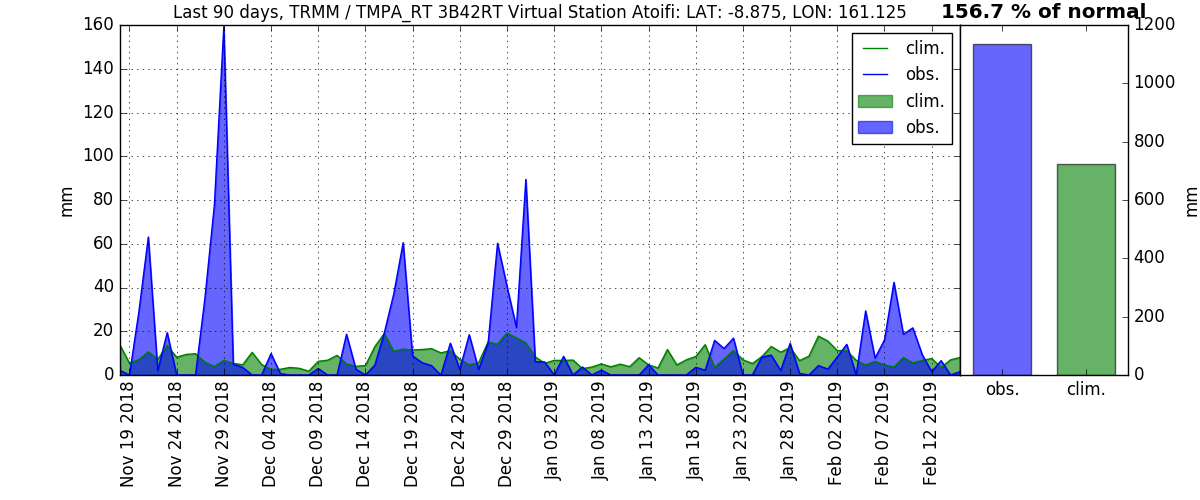 Last 90 days, TRMM / TMPA_RT 3B42RT Virtual Station Atoifi: LAT: -8.875, LON: 161.125
156.7 % of normal
160
140
120
100
80
60
40
20
0
mm
clim.
obs.
clim.
obs.
Nov 19 2018
Nov 24 2018
Nov 29 2018
Dec 04 2018
Dec 09 2018
Dec 14 2018
Dec 19 2018
Dec 24 2018
Dec 29 2018
Jan 03 2019
Jan 08 2019
Jan 13 2019
Jan 18 2019
Jan 23 2019
Jan 28 2019
Feb 02 2019
Feb 07 2019
Feb 12 2019
1200
1000
800
600
400
200
0
mm
obs.
clim.